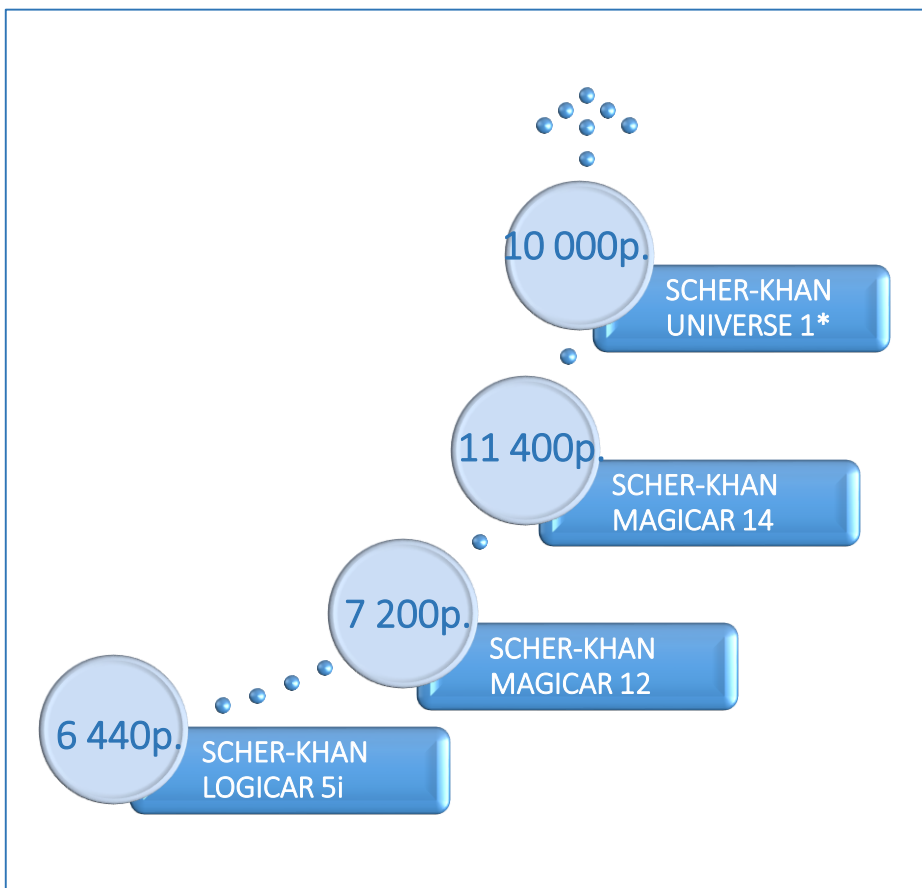 10 000р.
SCHER-KHAN
UNIVERSE 1*
11 400р.
SCHER-KHAN
MAGICAR 14
7 200р.
SCHER-KHAN
MAGICAR 12
6 440р.
SCHER-KHAN
LOGICAR 5i